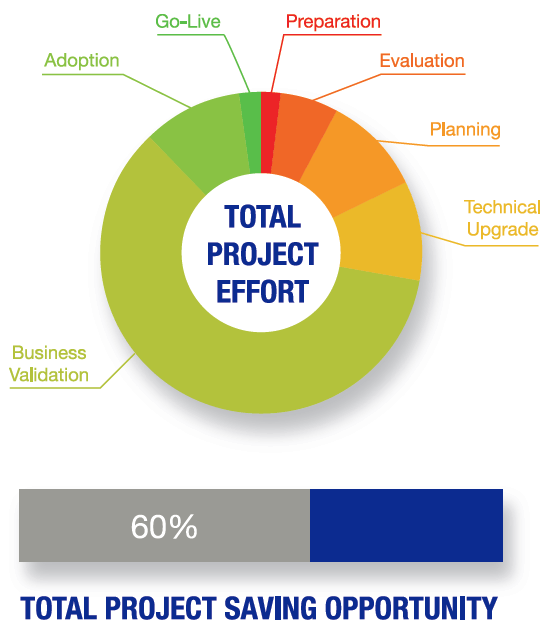 Go-Live
Preparation
Adoption
Evaluation
Planning
Technical
Upgrade
TOTAL
PROJECT
EFFORT
Business
Validation
60%
TOTAL PROJECT SAVING OPPORTUNITY